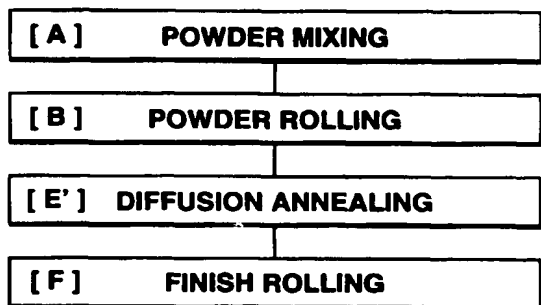 [ A ] POWDER MIXING
[ B ] POWDER ROLLING
[ E' ] DIFFUSION ANNEALING
[ F ] FINISH ROLLING